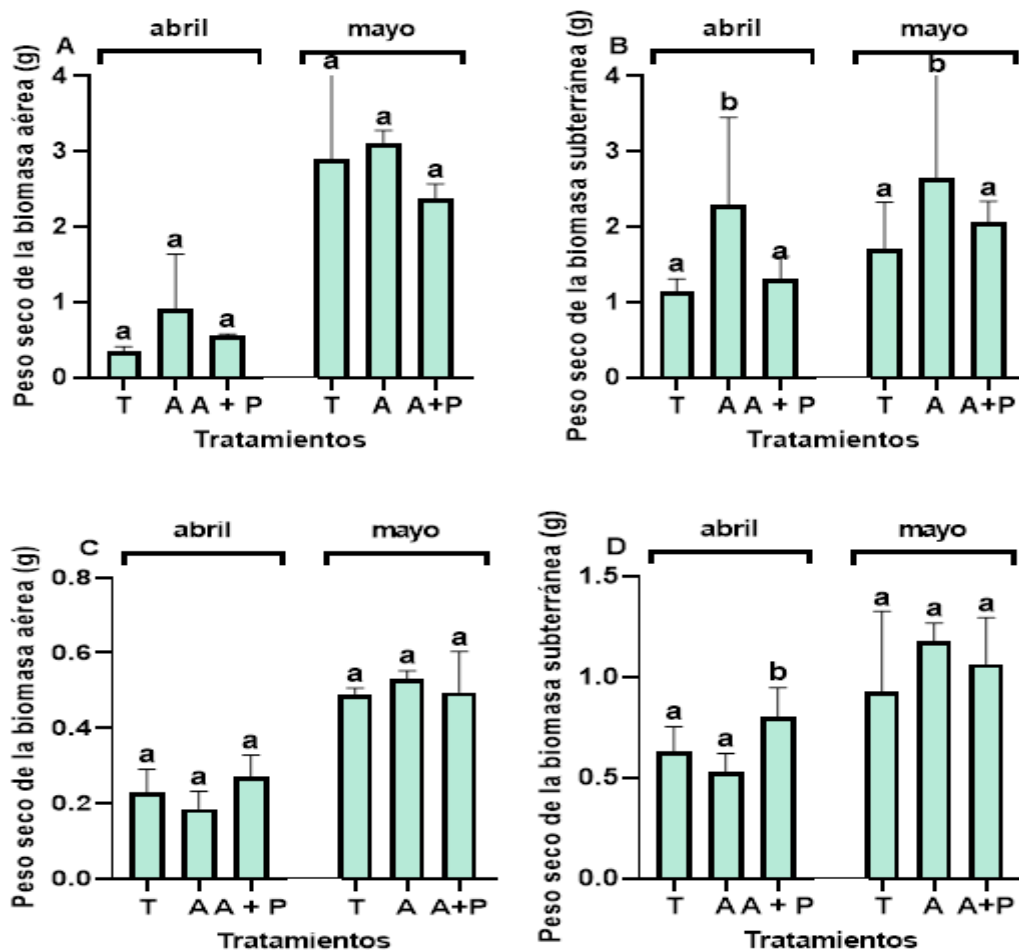 A
abril
mayo
Peso seco de la biomasa aérea (g)
4
3
2
1
0
a
a
a
a
a
a
T
A
A + P
T
A
A+P
Tratamientos
B
abril
mayo
Peso seco de la biomasa subterránea (g)
4
3
2
1
0
a
b
a
a
b
a
T
A
A + P
T
A
A+P
Tratamientos
C
abril
mayo
Peso seco de la biomasa aérea (g)
0.8
0.6
0.4
0.2
0.0
a
a
a
a
a
a
T
A
A + P
T
A
A+P
Tratamientos
D
abril
mayo
Peso seco de la biomasa subterránea (g)
1.5
1.0
0.5
0.0
a
a
b
a
a
a
T
A
A + P
T
A
A+P
Tratamientos